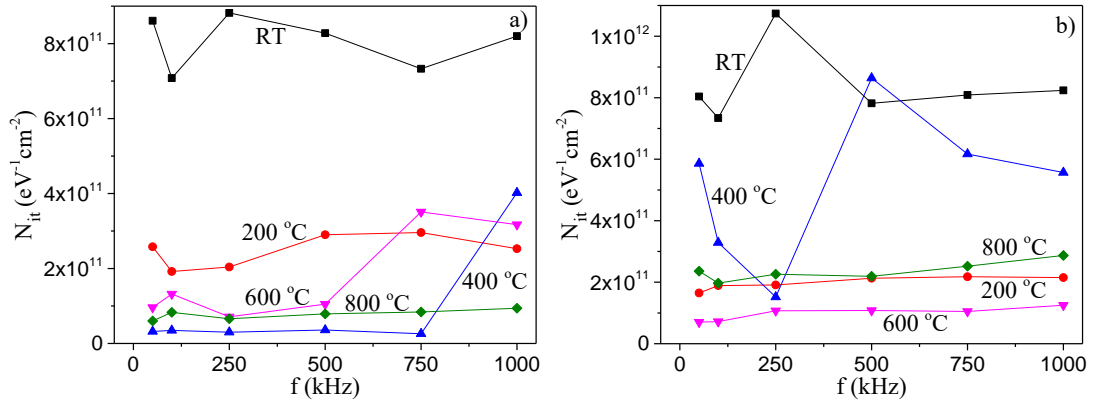 a)
8x10¹¹
6x10¹¹
4x10¹¹
2x10¹¹
0
N_it (eV⁻¹cm⁻²)
RT
200 °C
600 °C
800 °C
400 °C
0 250 500 750 1000
f (kHz)
b)
1x10¹²
8x10¹¹
6x10¹¹
4x10¹¹
2x10¹¹
0
N_it (eV⁻¹cm⁻²)
RT
400 °C
800 °C
200 °C
600 °C
0 250 500 750 1000
f (kHz)